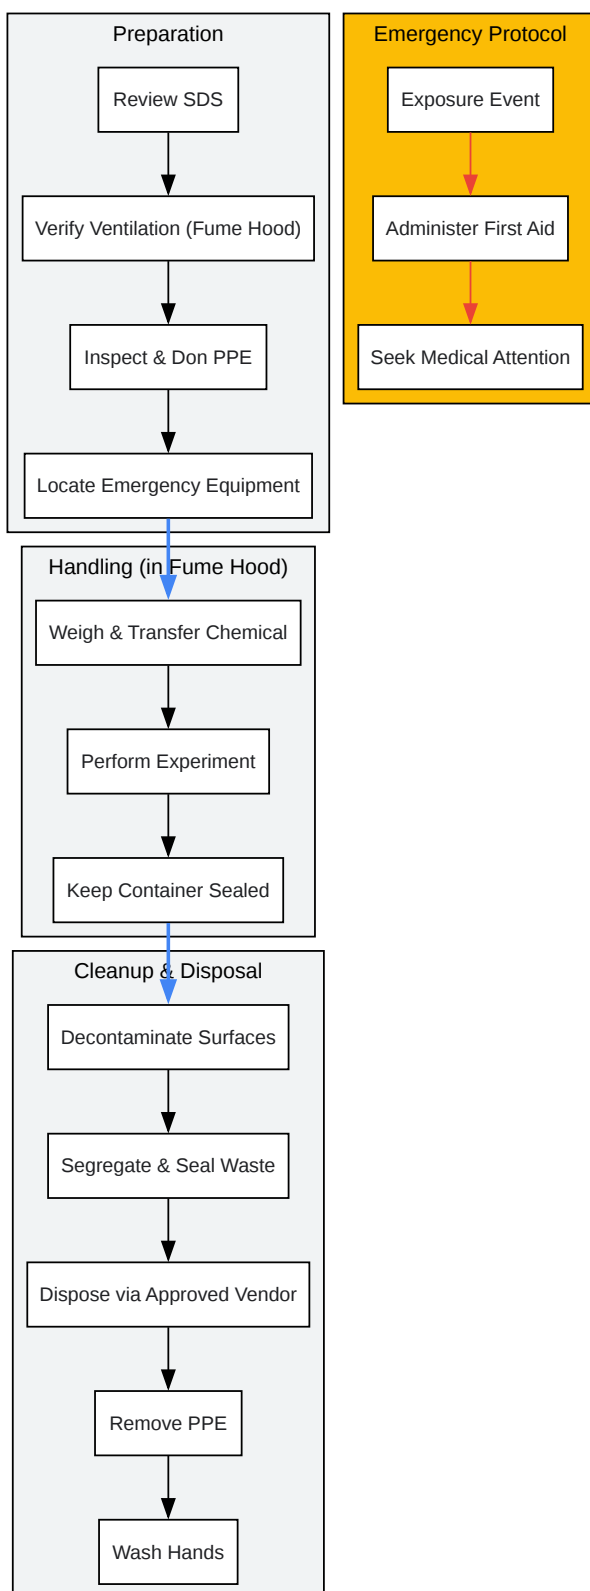 Preparation
Review SDS
Verify Ventilation (Fume Hood)
Inspect & Don PPE
Locate Emergency Equipment
Emergency Protocol
Exposure Event
Administer First Aid
Seek Medical Attention
Handling (in Fume Hood)
Weigh & Transfer Chemical
Perform Experiment
Keep Container Sealed
Cleanup & Disposal
Decontaminate Surfaces
Segregate & Seal Waste
Dispose via Approved Vendor
Remove PPE
Wash Hands